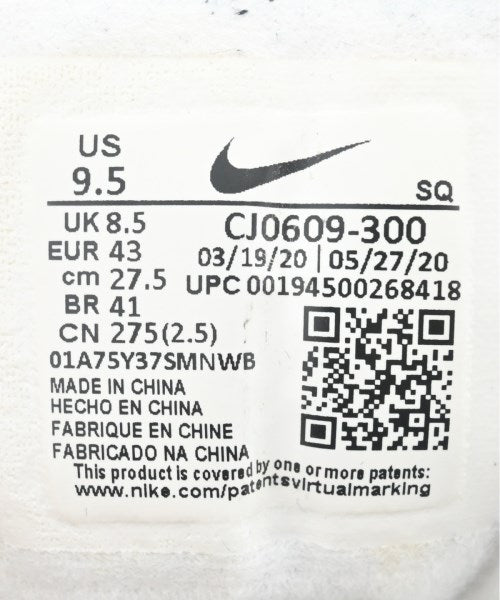 US
9.5
SQ
UK 8.5
EUR 43
cm 27.5
BR 41
CN 275(2.5)
CJ0609-300
03/19/20 | 05/27/20
UPC 00194500268418
01A75Y37SMNWB
MADE IN CHINA
HECHO EN CHINA
FABRIQUE EN CHINE
FABRICADO NA CHINA
This product is covered by one or more patents:
www.nike.com/patentsvirtualmarking